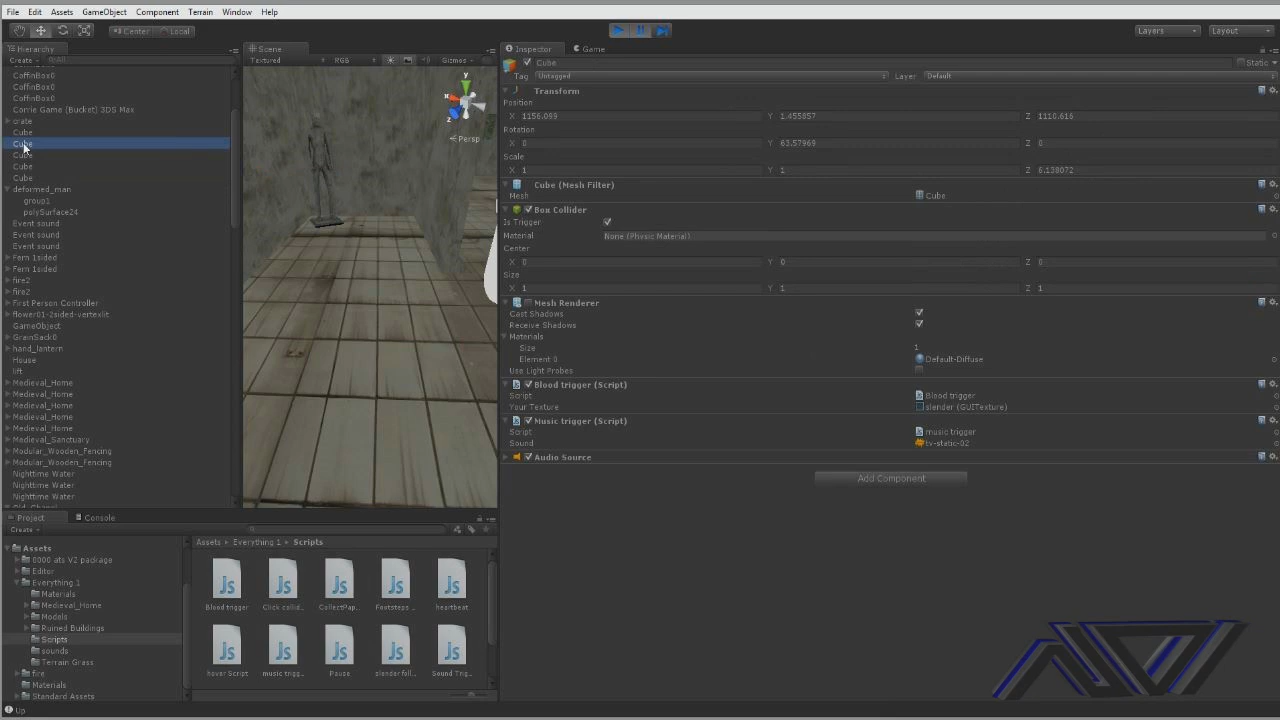 File Edit Assets GameObject Component Terrain Window Help
Center Local Layers Layout
Hierarchy
Create All
CoffinBox0
CoffinBox0
CoffinBox0
Corrie Game (Bucket) 3DS Max
crate
Cube
Cube
Cube
Cube
Cube
deformed_man
group1
polySurface24
Event sound
Event sound
Event sound
Fern 1sided
Fern 1sided
fire2
fire2
First Person Controller
flower01-2sided-vertexlit
GameObject
GrainSack0
hand_lantern
House
lift
Medieval_Home
Medieval_Home
Medieval_Home
Medieval_Home
Medieval_Home
Medieval_Sanctuary
Modular_Wooden_Fencing
Modular_Wooden_Fencing
Nighttime Water
Nighttime Water
Nighttime Water
Scene
Textured RGB Gizmos
y
x
z
Persp
Inspector Game
Cube Static
Tag Untagged Layer Default
Transform
Position
X 1156.099 Y 1.455857 Z 1110.616
Rotation
X 0 Y 63.57969 Z 0
Scale
X 1 Y 1 Z 6.138072
Cube (Mesh Filter)
Mesh Cube
Box Collider
Is Trigger
Material None (Physic Material)
Center
X 0 Y 0 Z 0
Size
X 1 Y 1 Z 1
Mesh Renderer
Cast Shadows
Receive Shadows
Materials
Size 1
Element 0 Default-Diffuse
Use Light Probes
Blood trigger (Script)
Script Blood trigger
Your Texture slender (GUITexture)
Music trigger (Script)
Script music trigger
Sound tv-static-02
Audio Source
Add Component
Project Console
Create
Assets
0000 ats V2 package
Editor
Everything 1
Materials
Medieval_Home
Models
Ruined Buildings
Scripts
sounds
Terrain Grass
fire
Materials
Standard Assets
Assets Everything 1 Scripts
Blood trigger Click collid... CollectPap... Footsteps ... heartbeat
hover Script music trigg... Pause slender foll... Sound Trig...
Up